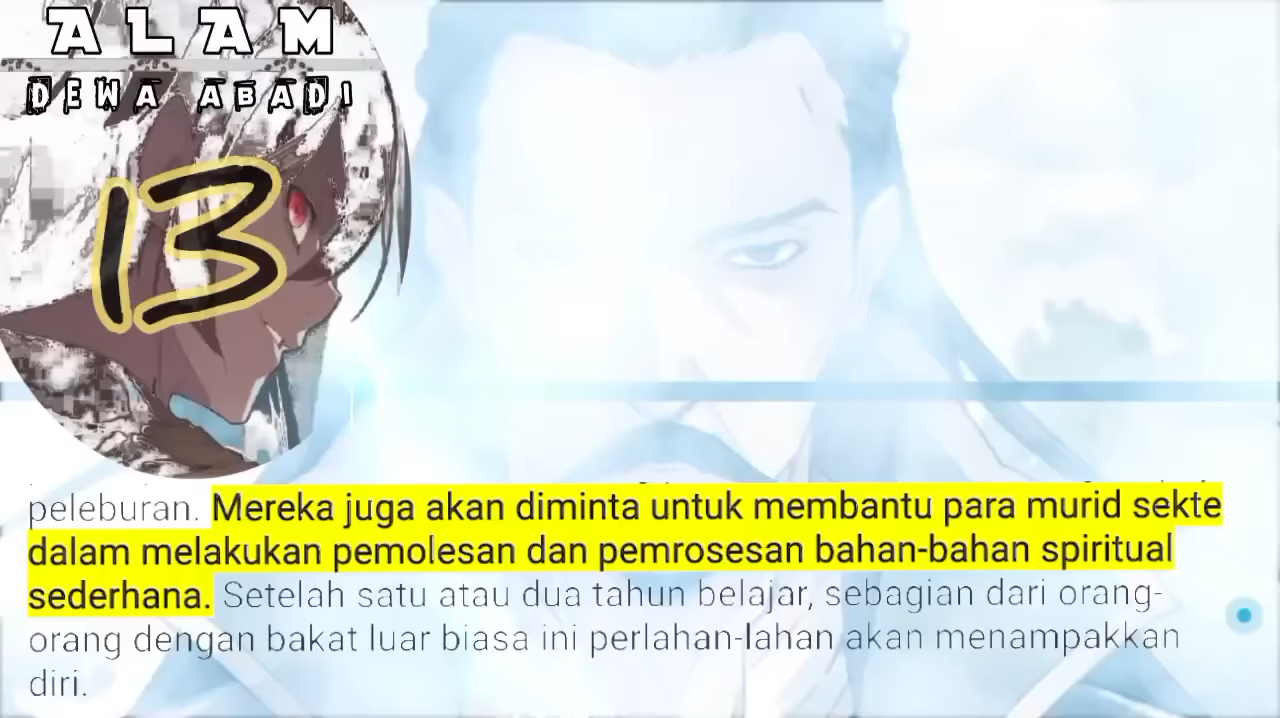 ALAM
DEWA ABADI
13
peleburan. Mereka juga akan diminta untuk membantu para murid sekte
dalam melakukan pemolesan dan pemrosesan bahan-bahan spiritual
sederhana. Setelah satu atau dua tahun belajar, sebagian dari orang-
orang dengan bakat luar biasa ini perlahan-lahan akan menampakkan
diri.